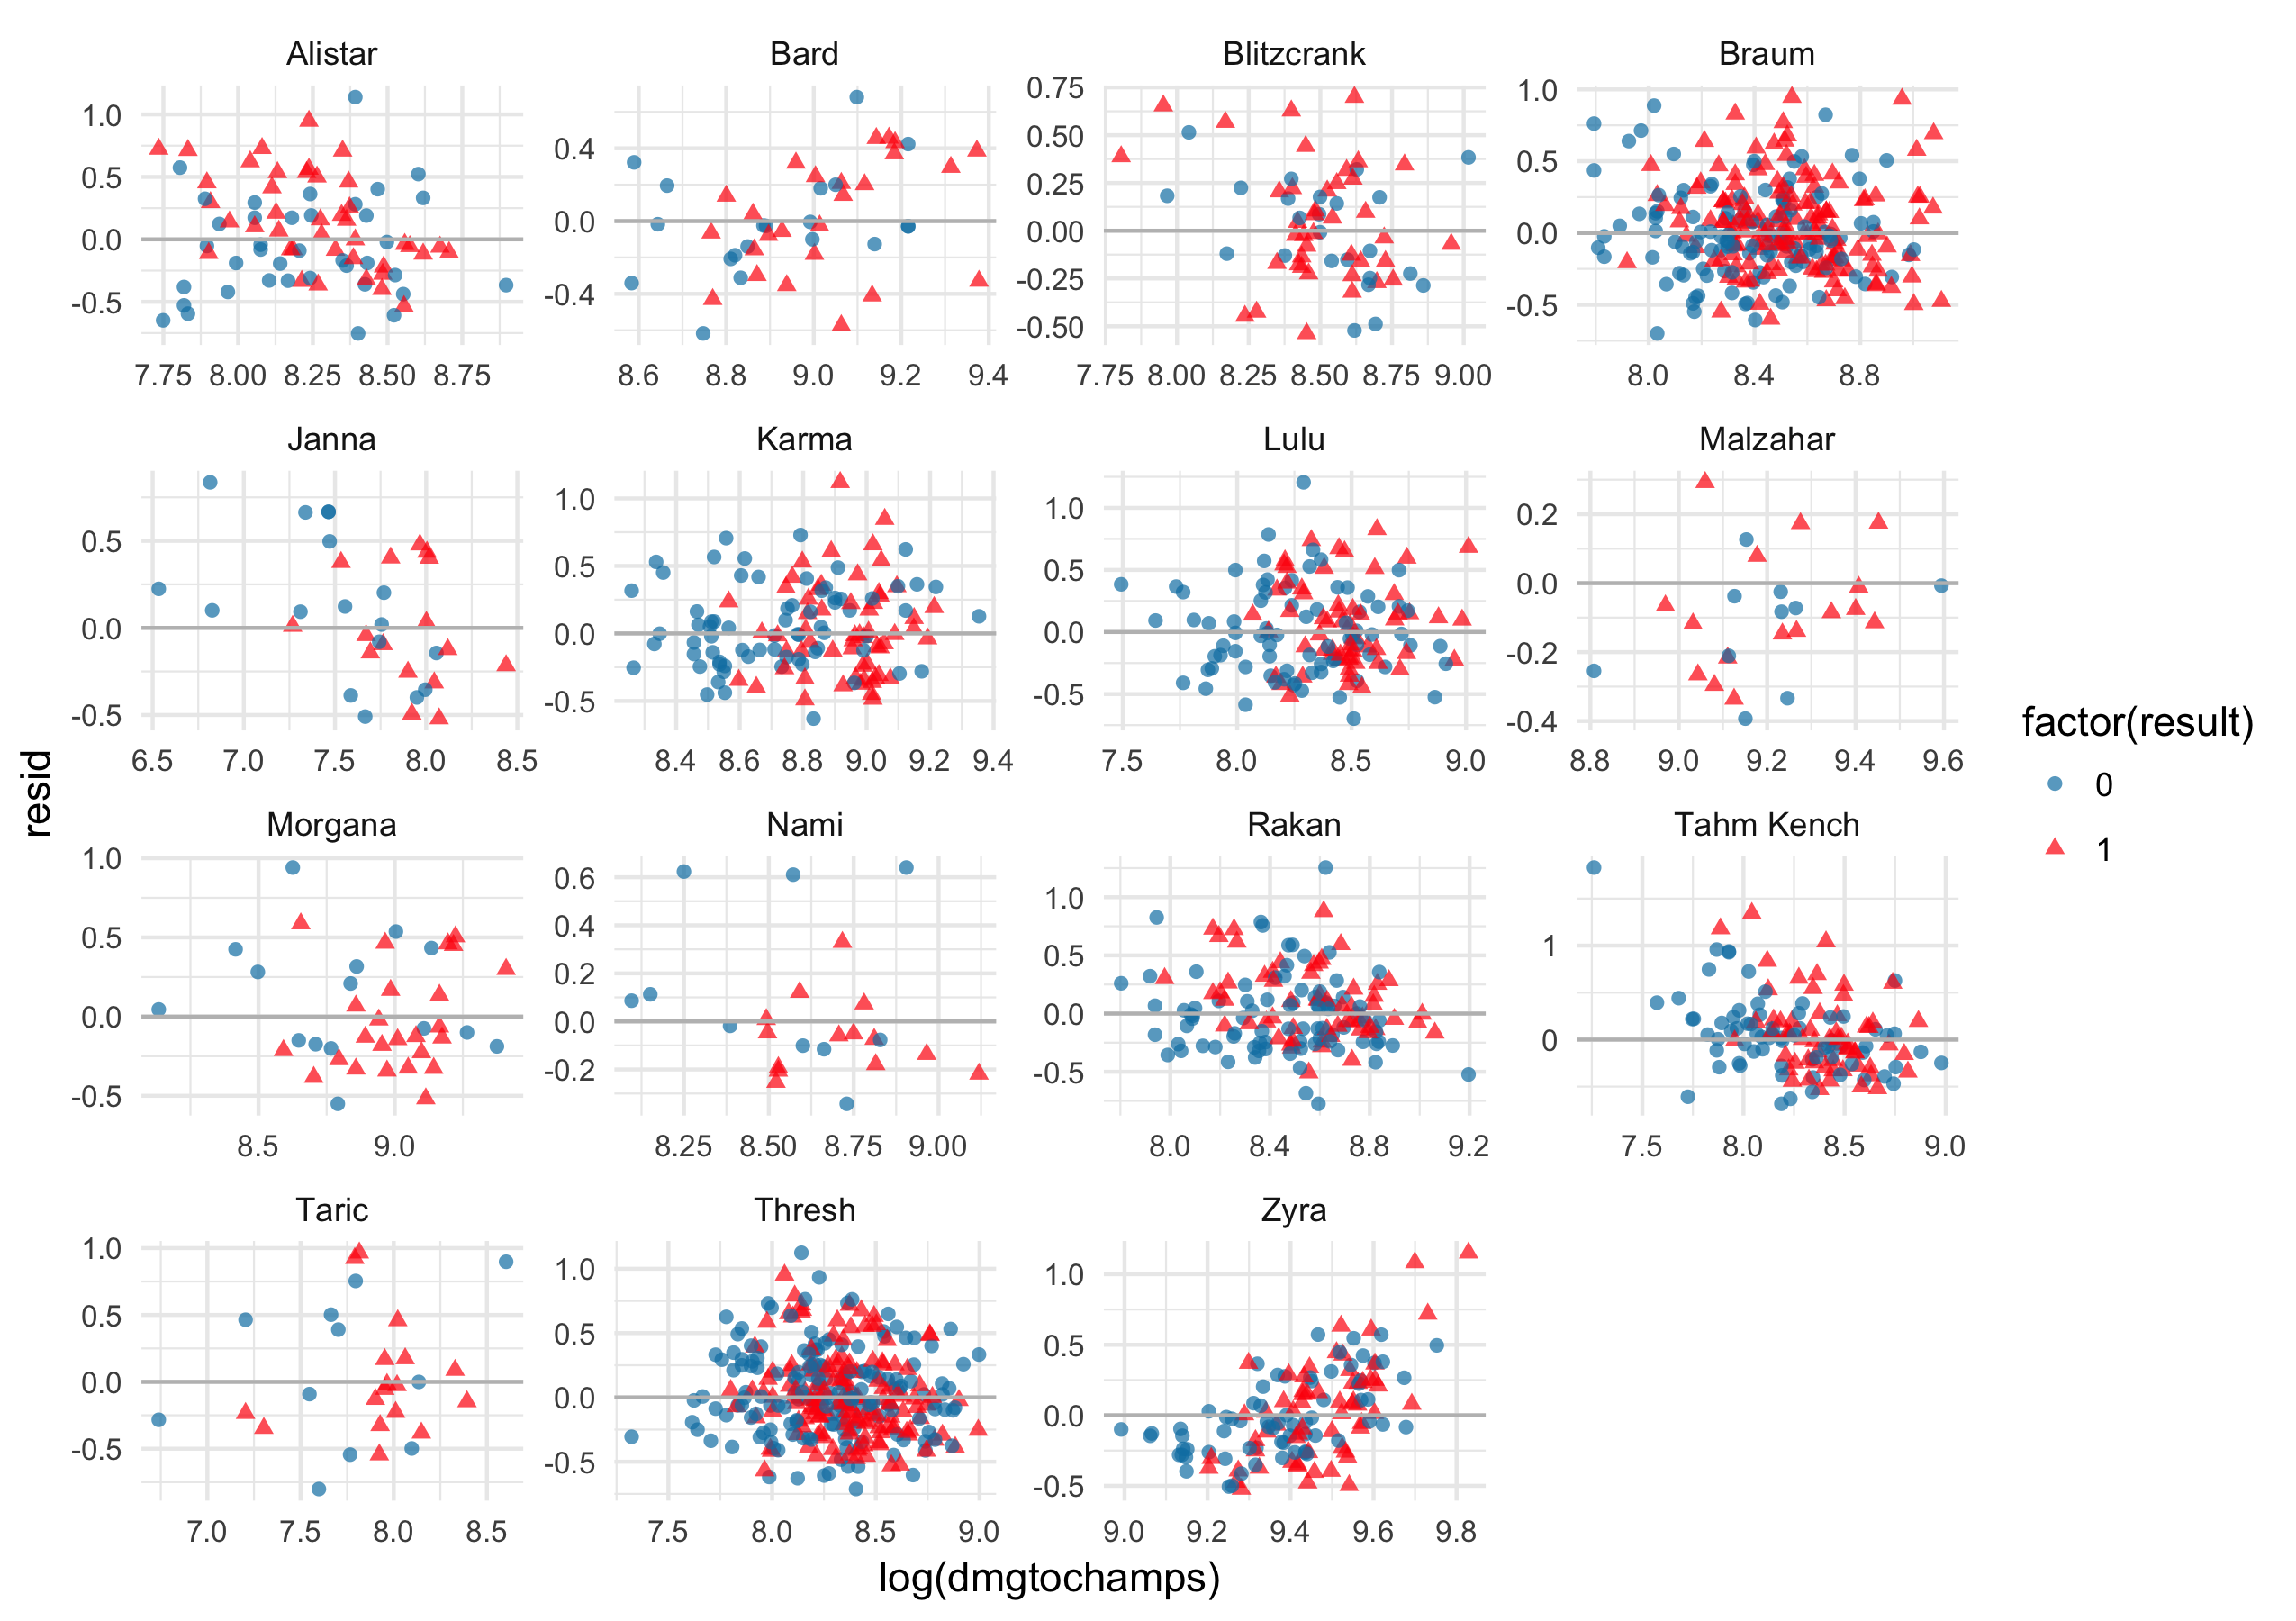 Alistar Bard Blitzcrank Braum
1.0 0.5 0.0 -0.5
0.4 0.0 -0.4
0.75 0.50 0.25 0.00 -0.25 -0.50
1.0 0.5 0.0 -0.5
7.75 8.00 8.25 8.50 8.75
8.6 8.8 9.0 9.2 9.4
7.75 8.00 8.25 8.50 8.75 9.00
8.0 8.4 8.8
Janna Karma Lulu Malzahar
0.5 0.0 -0.5
1.0 0.5 0.0 -0.5
1.0 0.5 0.0 -0.5
0.2 0.0 -0.2 -0.4
6.5 7.0 7.5 8.0 8.5
8.4 8.6 8.8 9.0 9.2 9.4
7.5 8.0 8.5 9.0
8.8 9.0 9.2 9.4 9.6
Morgana Nami Rakan Tahm Kench
1.0 0.5 0.0 -0.5
0.6 0.4 0.2 0.0 -0.2
1.0 0.5 0.0 -0.5
1 0
8.5 9.0
8.25 8.50 8.75 9.00
8.0 8.4 8.8 9.2
7.5 8.0 8.5 9.0
Taric Thresh Zyra
1.0 0.5 0.0 -0.5
1.0 0.5 0.0 -0.5
1.0 0.5 0.0 -0.5
7.0 7.5 8.0 8.5
7.5 8.0 8.5 9.0
9.0 9.2 9.4 9.6 9.8
log(dmgtochamps)
resid
factor(result)
0
1